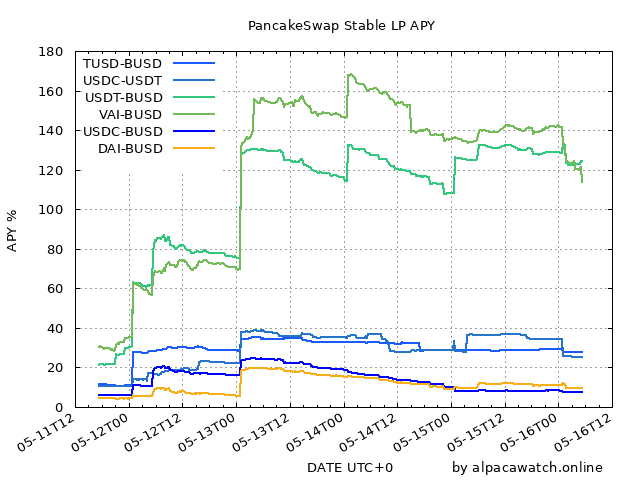 PancakeSwap Stable LP APY
180
160
140
120
100
80
60
40
20
0
APY %
TUSD-BUSD
USDC-USDT
USDT-BUSD
VAI-BUSD
USDC-BUSD
DAI-BUSD
05-11T12
05-12T00
05-12T12
05-13T00
05-13T12
05-14T00
05-14T12
05-15T00
05-15T12
05-16T00
05-16T12
DATE UTC+0
by alpacawatch.online